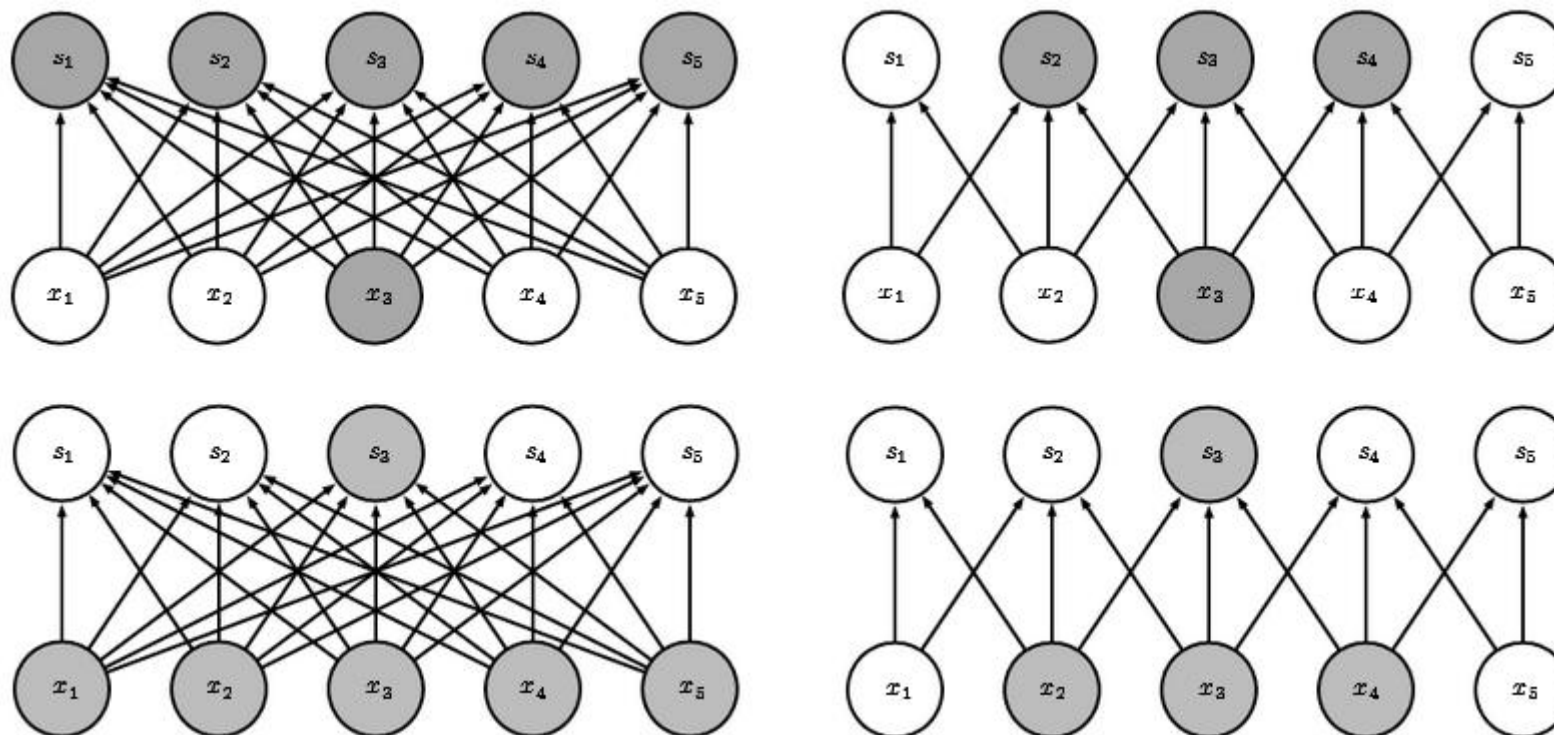 s₁ s₂ s₃ s₄ s₅ s₁ s₂ s₃ s₄ s₅
x₁ x₂ x₃ x₄ x₅ x₁ x₂ x₃ x₄ x₅
s₁ s₂ s₃ s₄ s₅ s₁ s₂ s₃ s₄ s₅
x₁ x₂ x₃ x₄ x₅ x₁ x₂ x₃ x₄ x₅